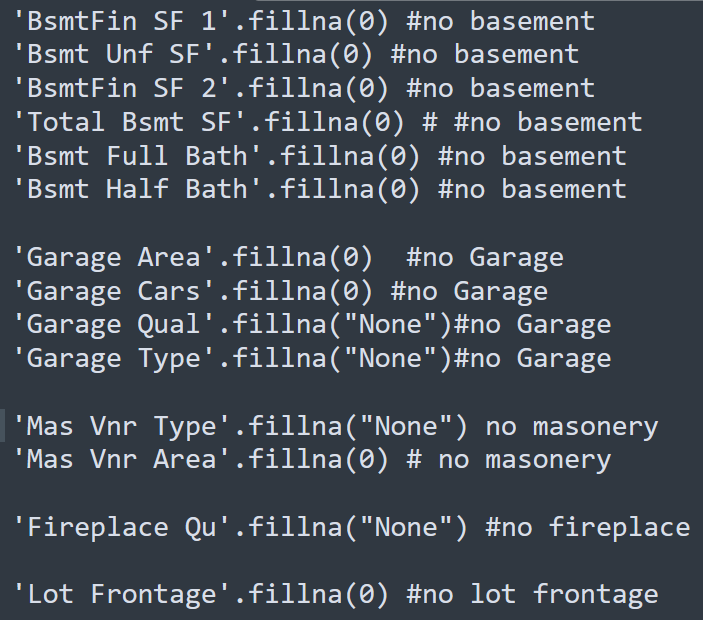 'BsmtFin SF 1'.fillna(0) #no basement
'Bsmt Unf SF'.fillna(0) #no basement
'BsmtFin SF 2'.fillna(0) #no basement
'Total Bsmt SF'.fillna(0) # #no basement
'Bsmt Full Bath'.fillna(0) #no basement
'Bsmt Half Bath'.fillna(0) #no basement
'Garage Area'.fillna(0)  #no Garage
'Garage Cars'.fillna(0) #no Garage
'Garage Qual'.fillna("None")#no Garage
'Garage Type'.fillna("None")#no Garage
'Mas Vnr Type'.fillna("None") no masonery
'Mas Vnr Area'.fillna(0) # no masonery
'Fireplace Qu'.fillna("None") #no fireplace
'Lot Frontage'.fillna(0) #no lot frontage